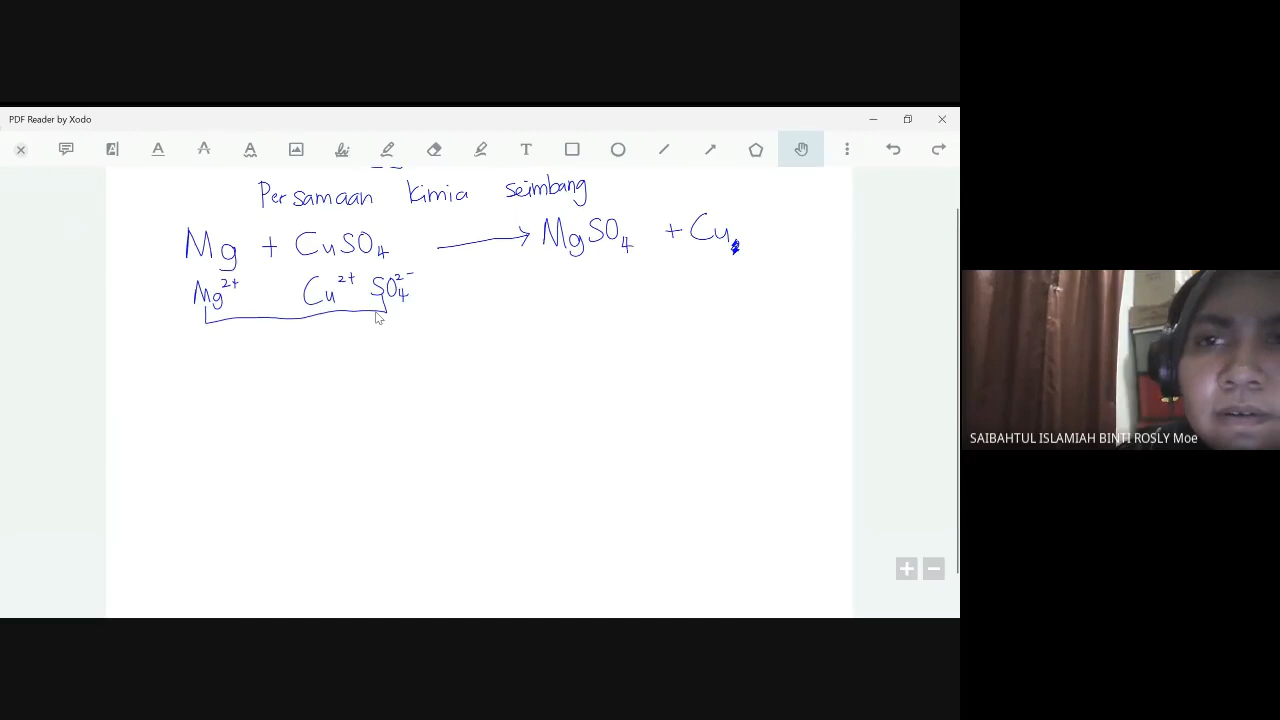 PDF Reader by Xodo
Persamaan kimia seimbang
Mg + CuSO₄ ⟶ MgSO₄ + Cu
Mg²⁺ Cu²⁺ SO₄²⁻
SAIBAHTUL ISLAMIAH BINTI ROSLY Moe